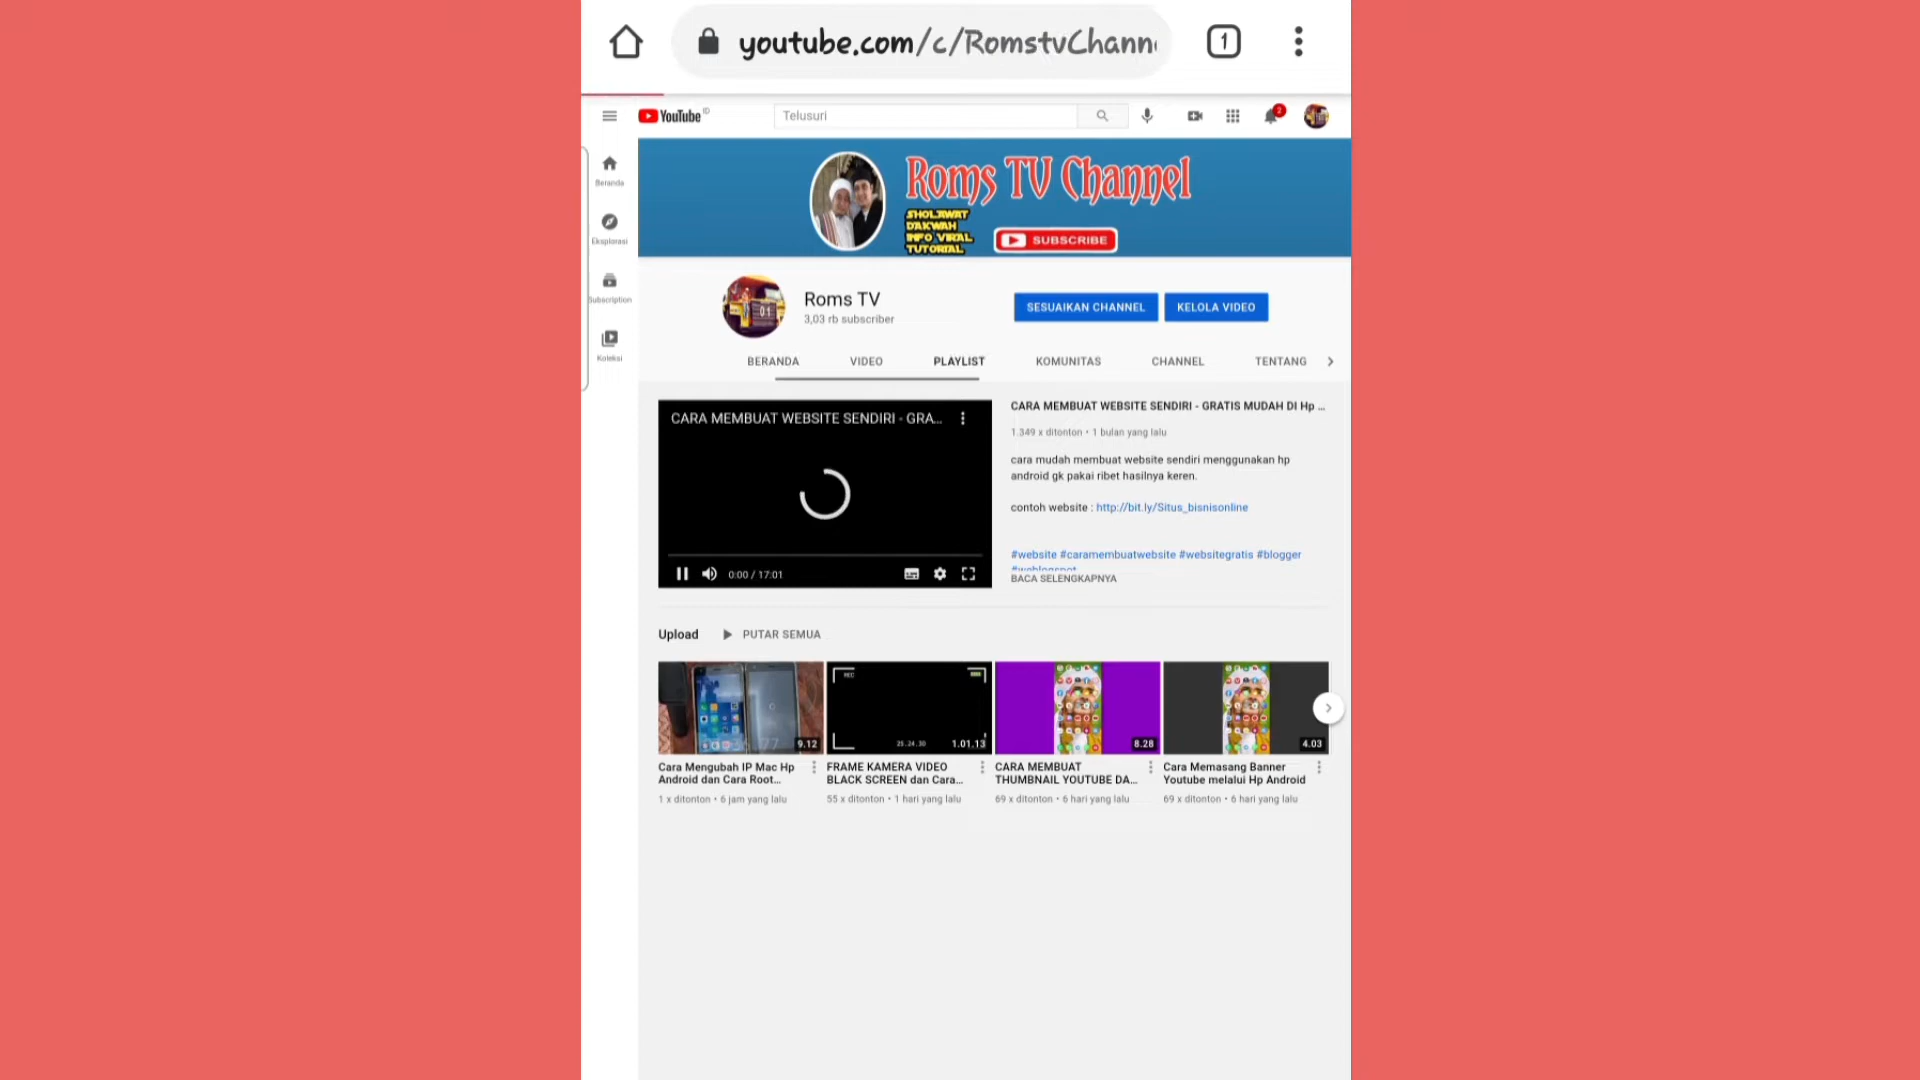 youtube.com/c/RomstvChann
1
YouTube ID
Telusuri
2
Beranda
Eksplorasi
Subscription
Koleksi
Roms TV Channel
SHOLAWAT
DAKWAH
INFO VIRAL
TUTORIAL
SUBSCRIBE
Roms TV
3,03 rb subscriber
SESUAIKAN CHANNEL
KELOLA VIDEO
BERANDA VIDEO PLAYLIST KOMUNITAS CHANNEL TENTANG
CARA MEMBUAT WEBSITE SENDIRI - GRA...
0:00 / 17:01
CARA MEMBUAT WEBSITE SENDIRI - GRATIS MUDAH DI Hp ...
1.349 x ditonton • 1 bulan yang lalu
cara mudah membuat website sendiri menggunakan hp
android gk pakai ribet hasilnya keren.
contoh website : http://bit.ly/Situs_bisnisonline
#website #caramembuatwebsite #websitegratis #blogger
BACA SELENGKAPNYA
Upload PUTAR SEMUA
9.12
REC
25.24.30
1.01.13
8.28
4.03
Cara Mengubah IP Mac Hp
Android dan Cara Root...
1 x ditonton • 6 jam yang lalu
FRAME KAMERA VIDEO
BLACK SCREEN dan Cara...
55 x ditonton • 1 hari yang lalu
CARA MEMBUAT
THUMBNAIL YOUTUBE DA...
69 x ditonton • 6 hari yang lalu
Cara Memasang Banner
Youtube melalui Hp Android
69 x ditonton • 6 hari yang lalu